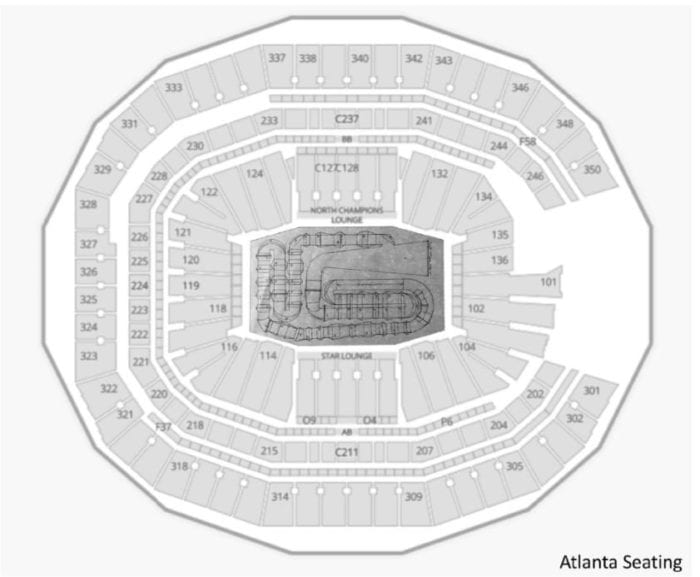 337 338 340 342 343
333 346
331 348
329 350
328
327
326
325
324
323
322
321
318 314 309 305
301
302
233 C237 241
230 BB 244 F58
228 246
227
226
225
224
223
222
221
220
F37 218
215 AB C211 207
204
202
P6
124 C127 C128 132
122 134
121 135
120 136
119 101
118 102
116 114 106 104
NORTH CHAMPIONS
LOUNGE
STAR LOUNGE
O9 O4
Atlanta Seating